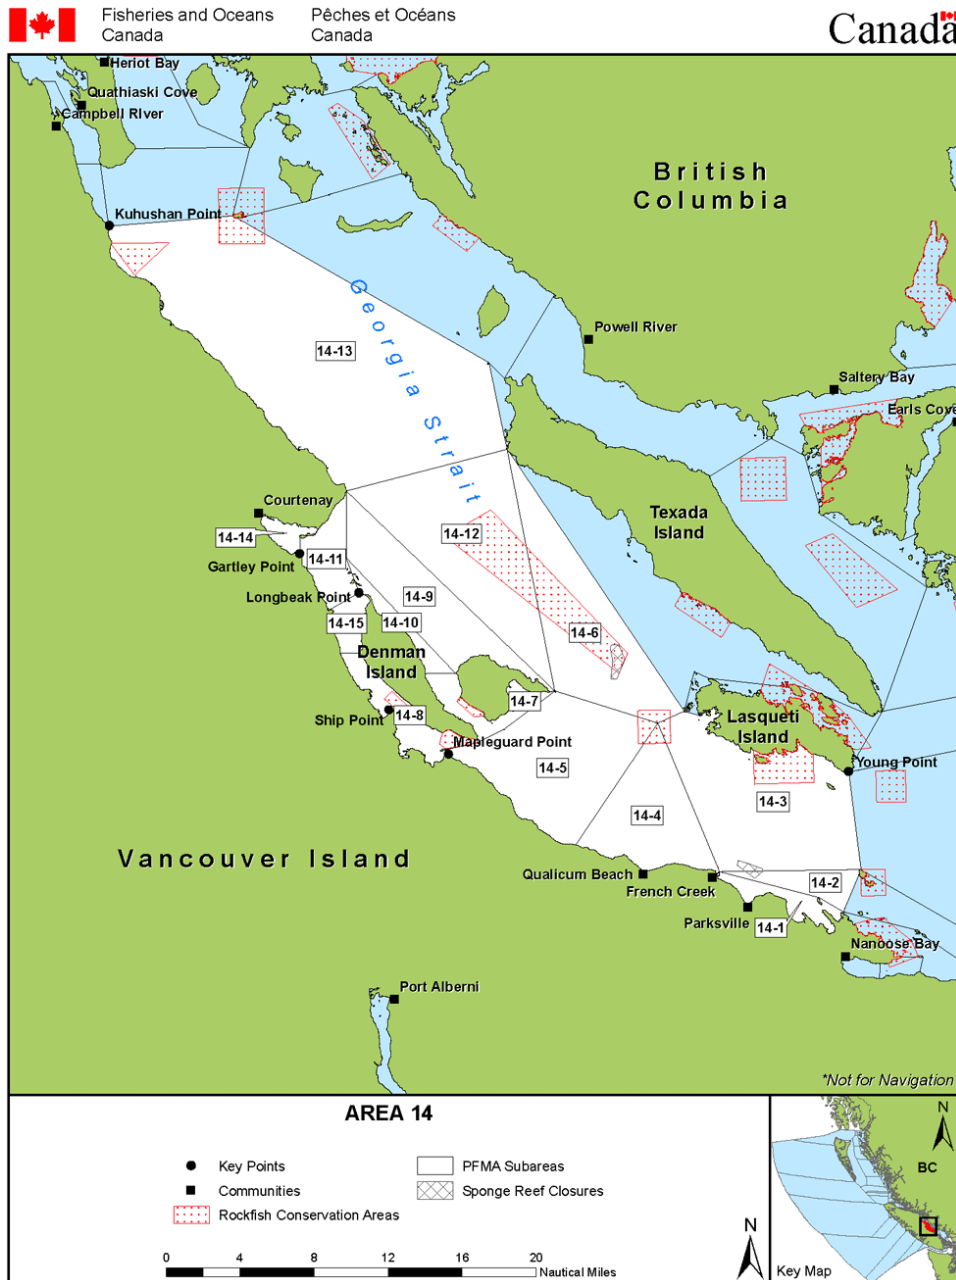 Fisheries and Oceans
Canada
Pêches et Océans
Canada
Canada
Heriot Bay
Quathiaski Cove
Campbell RIver
British
Columbia
Kuhushan Point
Georgia Strait
Powell River
14-13
Saltery Bay
Earls Cove
Courtenay
Texada
Island
14-14
14-12
14-11
Gartley Point
Longbeak Point
14-9
14-15
14-10
14-6
Denman
Island
14-7
Ship Point
14-8
Lasqueti
Island
Mapleguard Point
Young Point
14-5
14-3
14-4
Vancouver Island
Qualicum Beach
French Creek
14-2
Parksville
14-1
Nanoose Bay
Port Alberni
*Not for Navigation
AREA 14
Key Points
PFMA Subareas
Communities
Sponge Reef Closures
Rockfish Conservation Areas
N
BC
N
0 4 8 12 16 20
Nautical Miles
Key Map